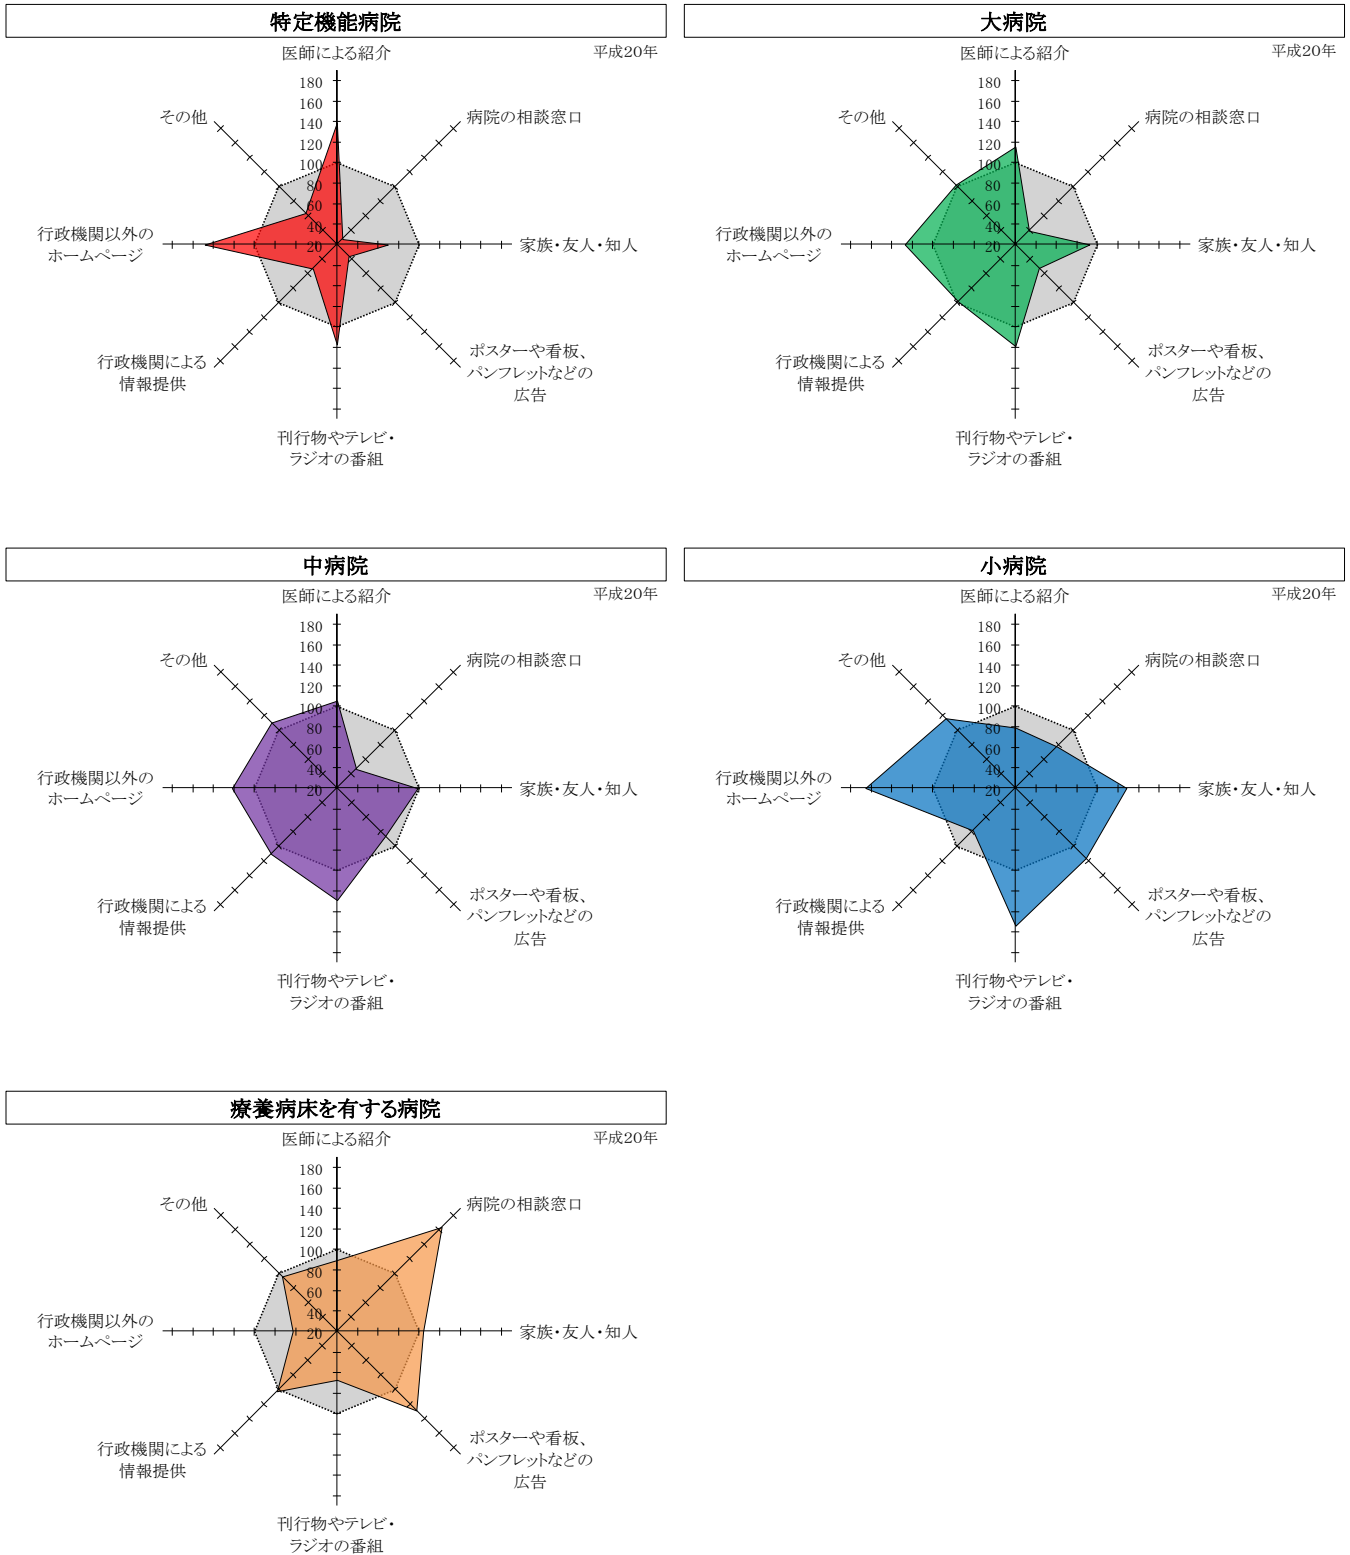 特定機能病院
医師による紹介
平成20年
180
160
140
120
100
80
60
40
20
その他
病院の相談窓口
行政機関以外の
ホームページ
家族・友人・知人
行政機関による
情報提供
ポスターや看板、
パンフレットなどの
広告
刊行物やテレビ・
ラジオの番組
大病院
医師による紹介
平成20年
180
160
140
120
100
80
60
40
20
その他
病院の相談窓口
行政機関以外の
ホームページ
家族・友人・知人
行政機関による
情報提供
ポスターや看板、
パンフレットなどの
広告
刊行物やテレビ・
ラジオの番組
中病院
医師による紹介
平成20年
180
160
140
120
100
80
60
40
20
その他
病院の相談窓口
行政機関以外の
ホームページ
家族・友人・知人
行政機関による
情報提供
ポスターや看板、
パンフレットなどの
広告
刊行物やテレビ・
ラジオの番組
小病院
医師による紹介
平成20年
180
160
140
120
100
80
60
40
20
その他
病院の相談窓口
行政機関以外の
ホームページ
家族・友人・知人
行政機関による
情報提供
ポスターや看板、
パンフレットなどの
広告
刊行物やテレビ・
ラジオの番組
療養病床を有する病院
医師による紹介
平成20年
180
160
140
120
100
80
60
40
20
その他
病院の相談窓口
行政機関以外の
ホームページ
家族・友人・知人
行政機関による
情報提供
ポスターや看板、
パンフレットなどの
広告
刊行物やテレビ・
ラジオの番組